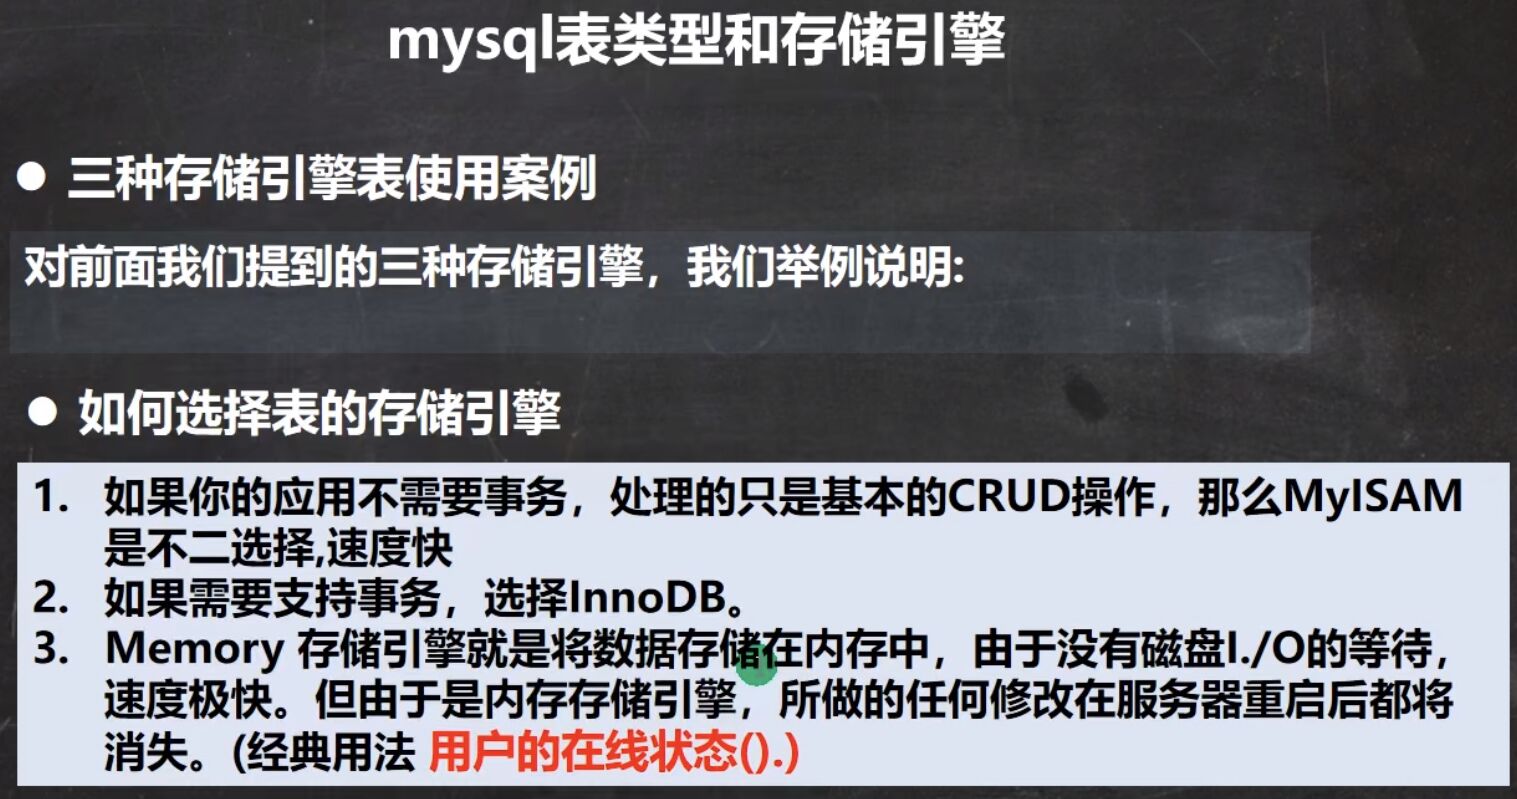 mysql表类型和存储引擎
● 三种存储引擎表使用案例
对前面我们提到的三种存储引擎，我们举例说明:
● 如何选择表的存储引擎
1. 如果你的应用不需要事务，处理的只是基本的CRUD操作，那么MyISAM
是不二选择,速度快
2. 如果需要支持事务，选择InnoDB。
3. Memory 存储引擎就是将数据存储在内存中，由于没有磁盘I./O的等待，
速度极快。但由于是内存存储引擎，所做的任何修改在服务器重启后都将
消失。(经典用法 用户的在线状态().)